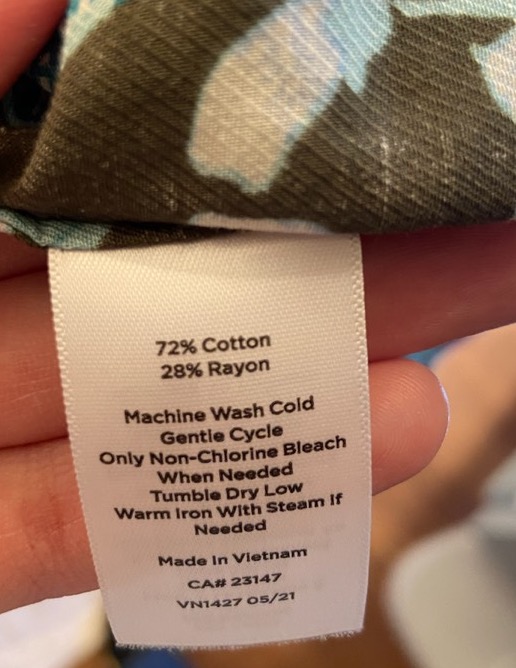 72% Cotton
28% Rayon
Machine Wash Cold
Gentle Cycle
Only Non-Chlorine Bleach
When Needed
Tumble Dry Low
Warm Iron With Steam If
Needed
Made In Vietnam
CA# 23147
VN1427 05/21